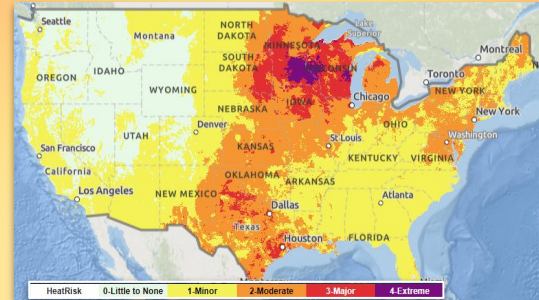 Seattle
NORTH
DAKOTA
Lake
Superior
Montana
MINNESOTA
Montreal
OREGON
IDAHO
SOUTH
DAKOTA
WISCONSIN
Toronto
WYOMING
NEW YORK
IOWA
Chicago
NEBRASKA
New York
Denver
OHIO
UTAH
St Louis
Washington
San Francisco
KANSAS
KENTUCKY
VIRGINIA
California
OKLAHOMA
ARKANSAS
Los Angeles
NEW MEXICO
Atlanta
Dallas
Texas
Houston
FLORIDA
HeatRisk 0-Little to None 1-Minor 2-Moderate 3-Major 4-Extreme